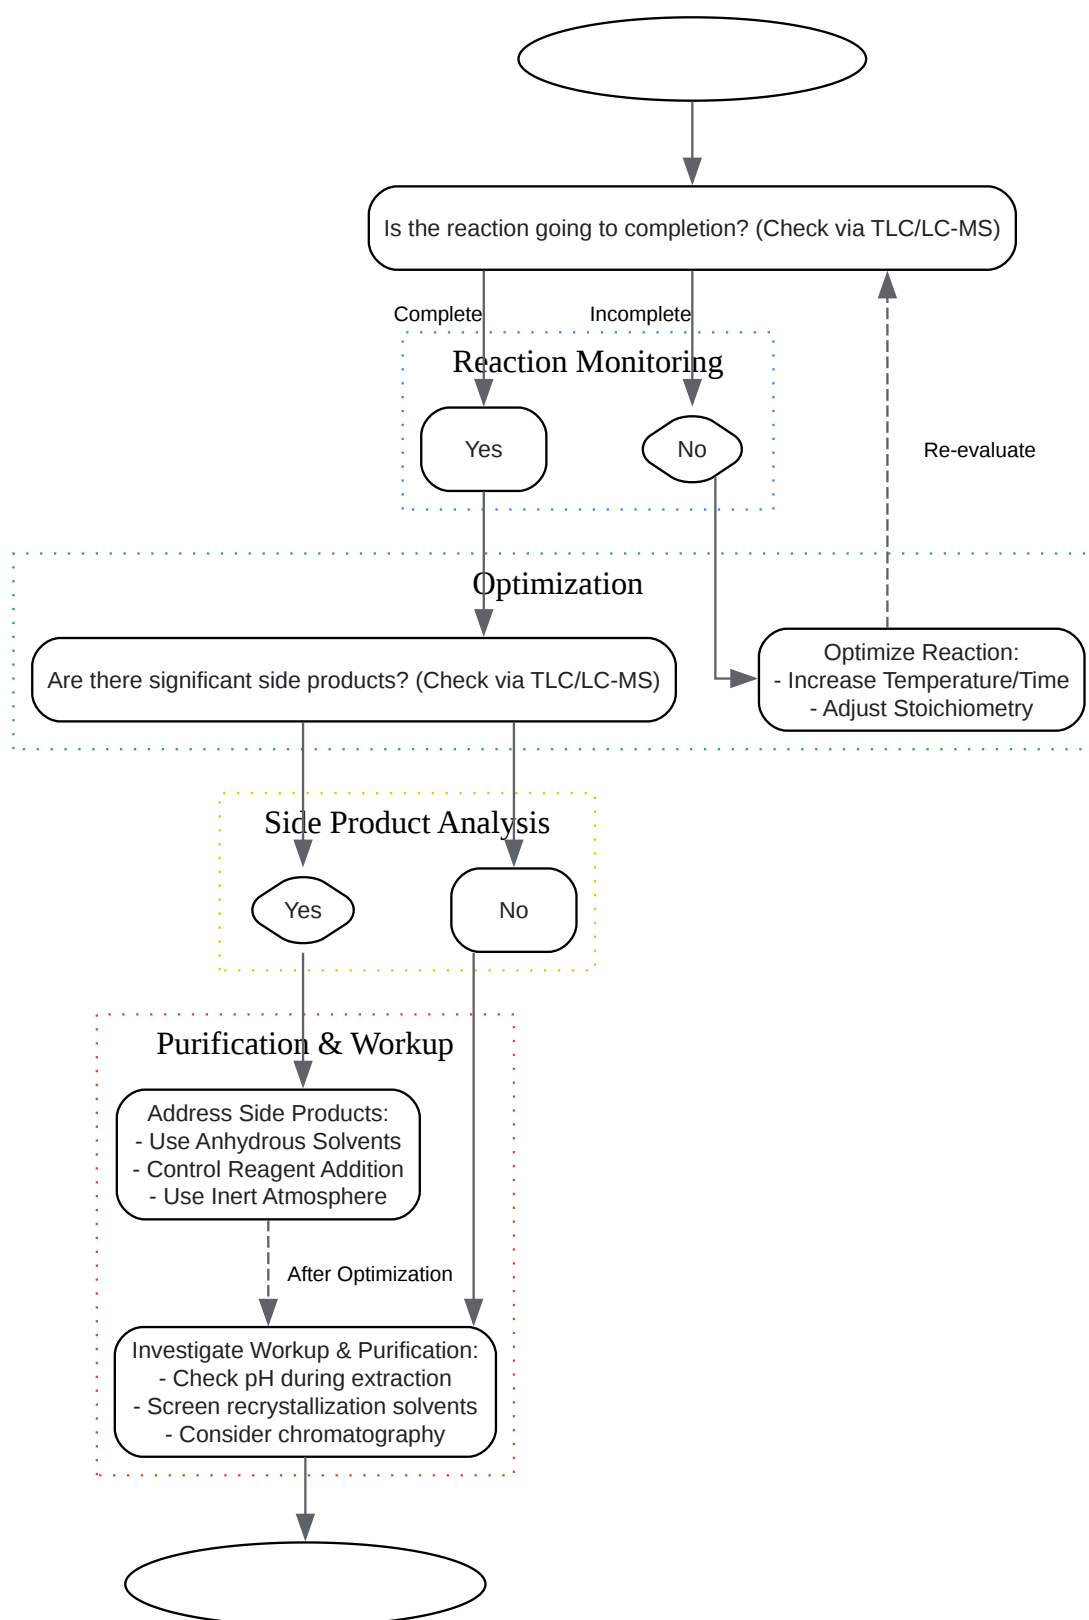 Is the reaction going to completion? (Check via TLC/LC-MS)
Complete
Incomplete
Reaction Monitoring
Yes
No
Re-evaluate
Optimization
Are there significant side products? (Check via TLC/LC-MS)
Optimize Reaction:
- Increase Temperature/Time
- Adjust Stoichiometry
Side Product Analysis
Yes
No
Purification & Workup
Address Side Products:
- Use Anhydrous Solvents
- Control Reagent Addition
- Use Inert Atmosphere
After Optimization
Investigate Workup & Purification:
- Check pH during extraction
- Screen recrystallization solvents
- Consider chromatography